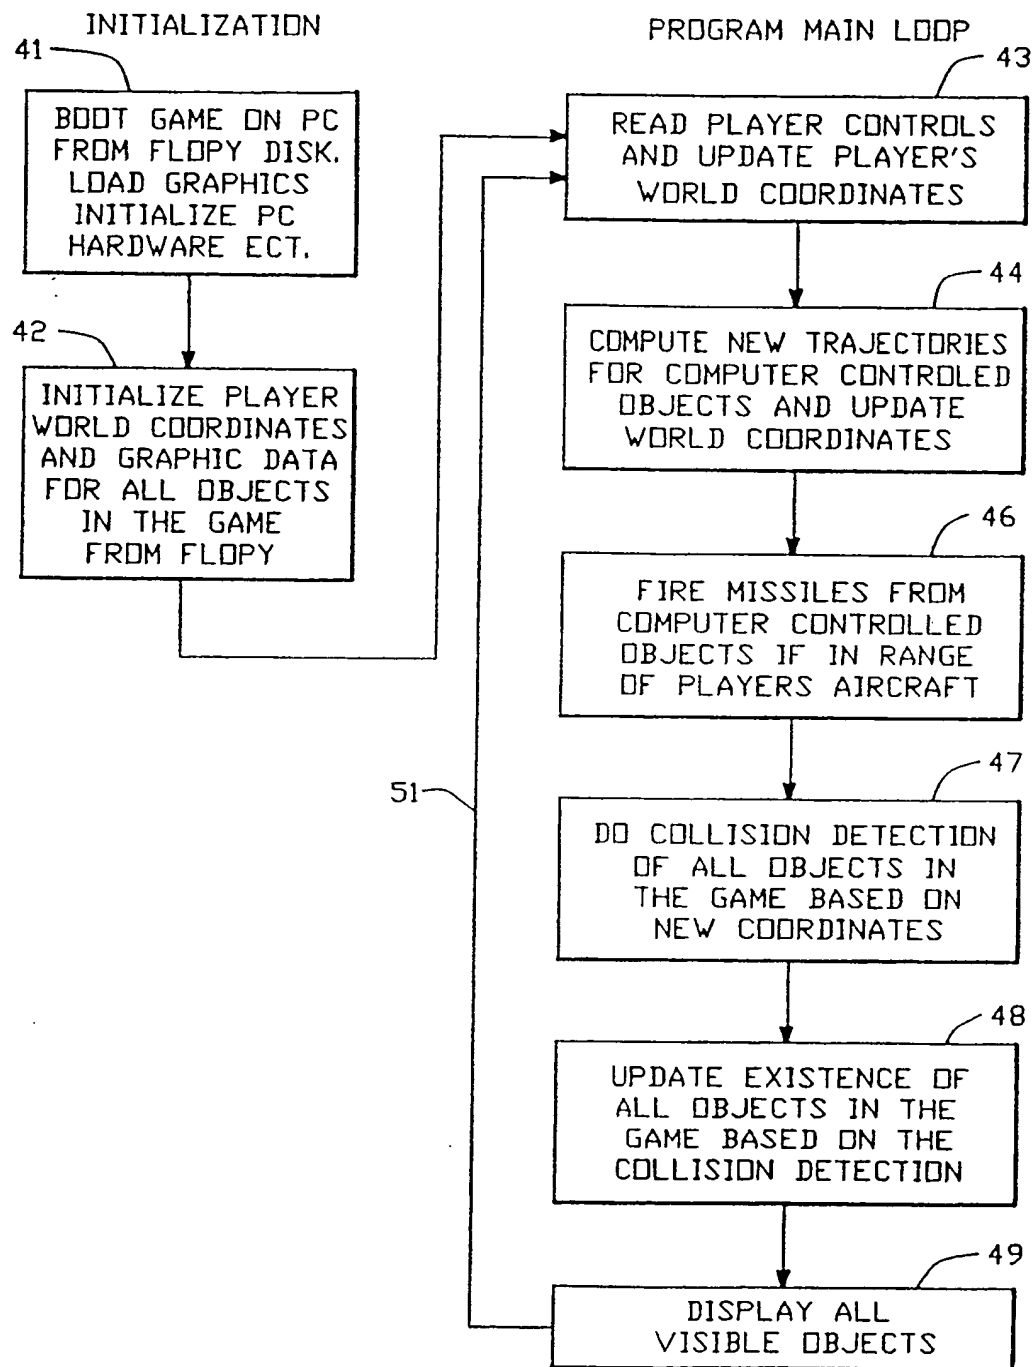 INITIALIZATION
41
BOOT GAME ON PC
FROM FLOPY DISK.
LOAD GRAPHICS
INITIALIZE PC
HARDWARE ECT.
42
INITIALIZE PLAYER
WORLD COORDINATES
AND GRAPHIC DATA
FOR ALL OBJECTS
IN THE GAME
FROM FLOPY
PROGRAM MAIN LOOP
43
READ PLAYER CONTROLS
AND UPDATE PLAYER'S
WORLD COORDINATES
44
COMPUTE NEW TRAJECTORIES
FOR COMPUTER CONTROLED
OBJECTS AND UPDATE
WORLD COORDINATES
46
FIRE MISSILES FROM
COMPUTER CONTROLLED
OBJECTS IF IN RANGE
OF PLAYERS AIRCRAFT
47
DO COLLISION DETECTION
OF ALL OBJECTS IN
THE GAME BASED ON
NEW COORDINATES
48
UPDATE EXISTENCE OF
ALL OBJECTS IN THE
GAME BASED ON THE
COLLISION DETECTION
49
DISPLAY ALL
VISIBLE OBJECTS
51